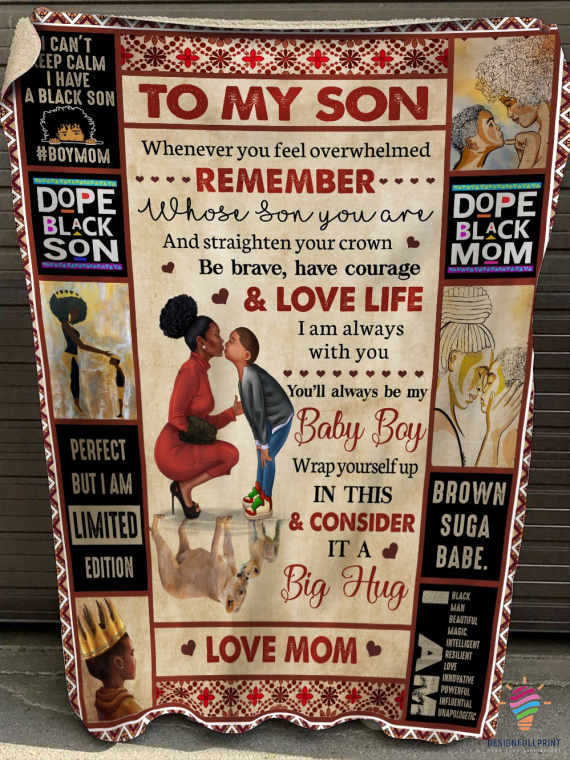 I CAN'T
KEEP CALM
I HAVE
A BLACK SON
#BOYMOM
DOPE
BLACK
SON
PERFECT
BUT I AM
LIMITED
EDITION
TO MY SON
Whenever you feel overwhelmed
REMEMBER
Whose Son you are
And straighten your crown
Be brave, have courage
& LOVE LIFE
I am always
with you
You'll always be my
Baby Boy
Wrap yourself up
IN THIS
& CONSIDER
IT A
Big Hug
LOVE MOM
DOPE
BLACK
MOM
BROWN
SUGA
BABE.
I AM
BLACK
MAN
BEAUTIFUL
MAGIC.
INTELLIGENT
RESILIENT
LOVE
INNOVATIVE
POWERFUL
INFLUENTIAL
UNAPOLOGETIC
DESIGNFULLPRINT